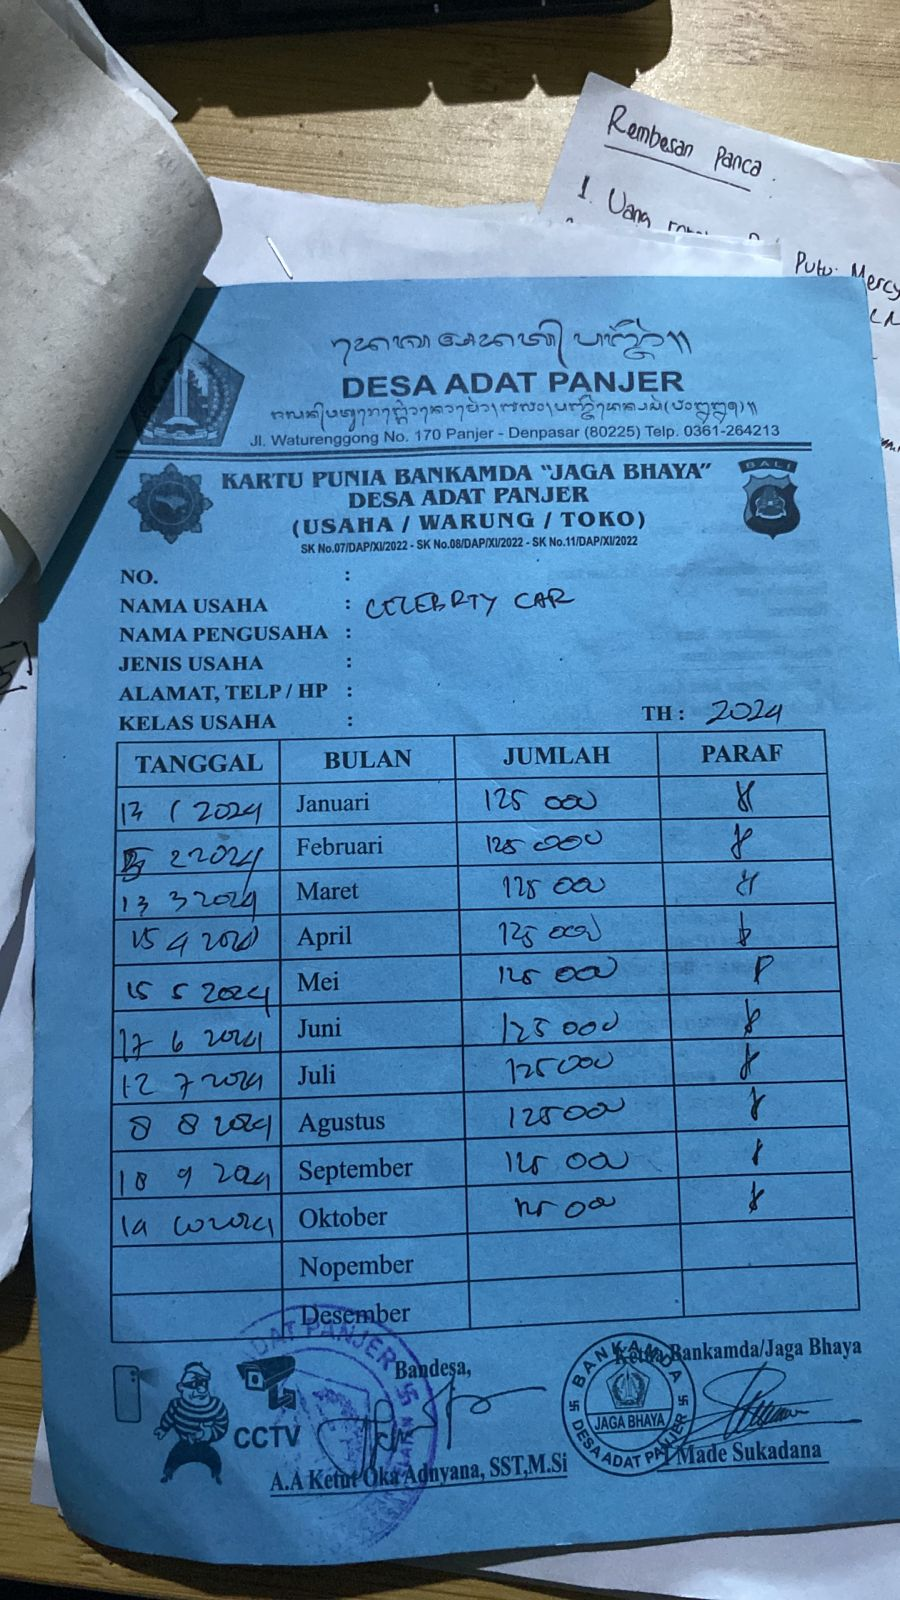 Rembesan Panca.
1. Uang
Putu Mercy
DESA ADAT PANJER
Jl. Waturenggong No. 170 Panjer - Denpasar (80225) Telp. 0361-264213
BALI
KARTU PUNIA BANKAMDA "JAGA BHAYA"
DESA ADAT PANJER
(USAHA / WARUNG / TOKO)
SK No.07/DAP/XI/2022 - SK No.08/DAP/XI/2022 - SK No.11/DAP/XI/2022
NO. :
NAMA USAHA : CELEBRTY CAR
NAMA PENGUSAHA :
JENIS USAHA :
ALAMAT, TELP / HP :
KELAS USAHA : TH : 2024
TANGGAL BULAN JUMLAH PARAF
13 1 2024 Januari 125 000
2 2024 Februari 125 000
13 3 2024 Maret 125 000
15 4 2024 April 125 000
15 5 2024 Mei 125 000
17 6 2024 Juni 125 000
12 7 2024 Juli 125 000
8 8 2024 Agustus 125 000
18 9 2024 September 125 000
10 2024 Oktober 125 000
Nopember
Desember
ADAT PANJER
Bandesa,
Ketua Bankamda/Jaga Bhaya
BANKAMDA
JAGA BHAYA
DESA ADAT PANJER
CCTV
A.A Ketut Oka Adnyana, SST,M.Si
I Made Sukadana